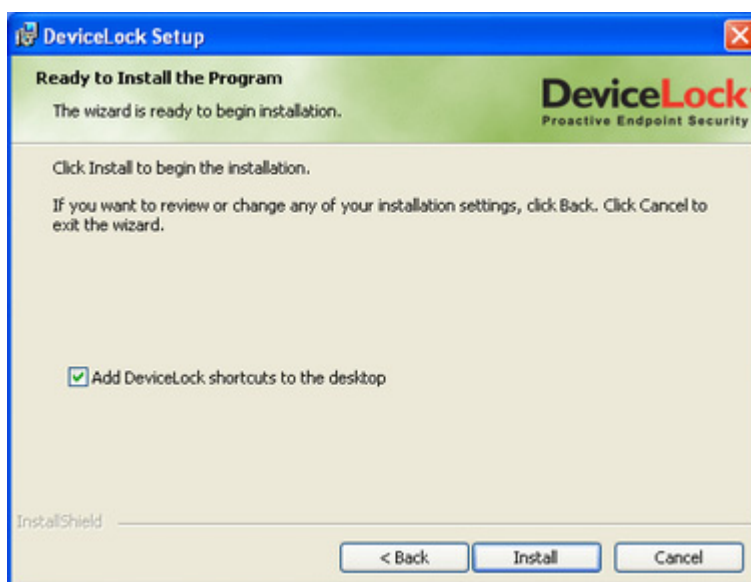 DeviceLock Setup
Ready to Install the Program
The wizard is ready to begin installation.
DeviceLock
Proactive Endpoint Security
Click Install to begin the installation.
If you want to review or change any of your installation settings, click Back. Click Cancel to
exit the wizard.
Add DeviceLock shortcuts to the desktop
InstallShield
< Back
Install
Cancel